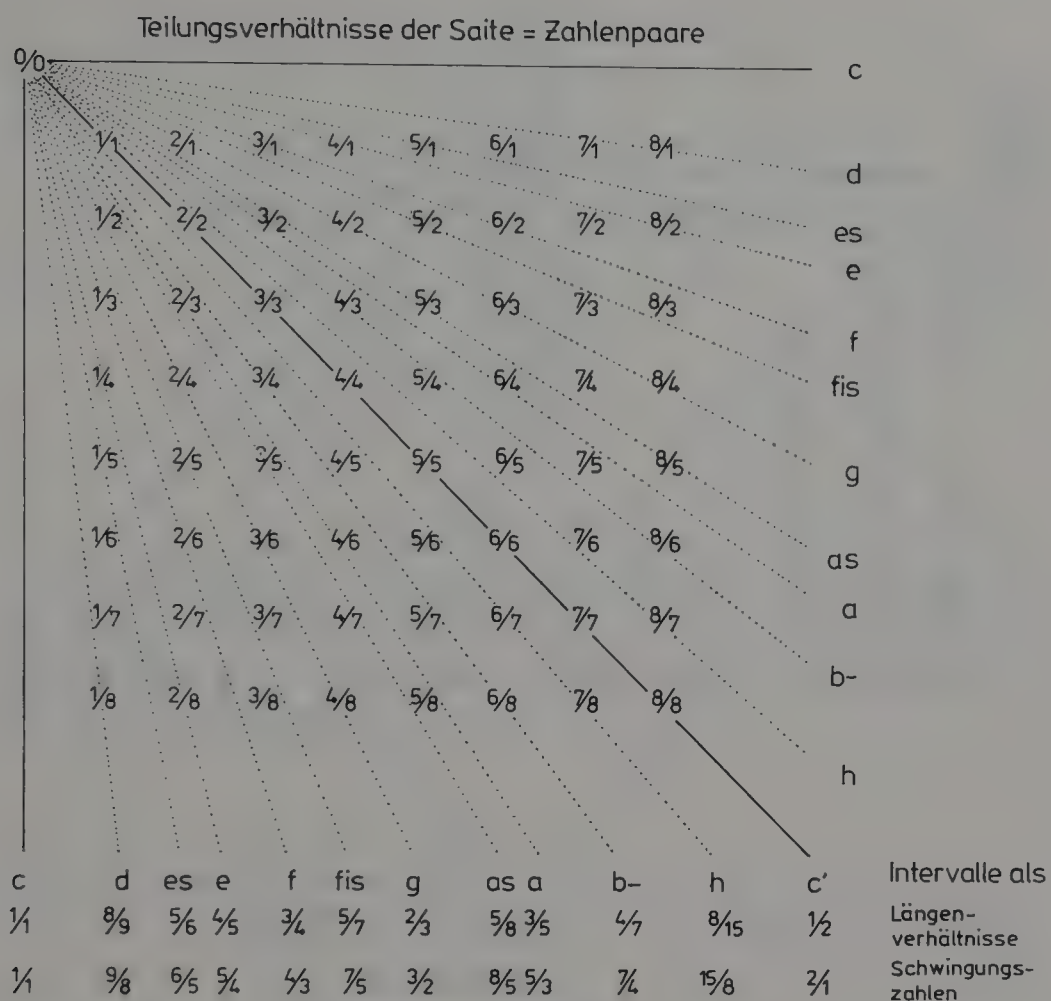 Teilungsverhältnisse der Saite = Zahlenpaare
0/0 c
1/1 2/1 3/1 4/1 5/1 6/1 7/1 8/1
d
1/2 2/2 3/2 4/2 5/2 6/2 7/2 8/2
es
e
1/3 2/3 3/3 4/3 5/3 6/3 7/3 8/3
f
1/4 2/4 3/4 4/4 5/4 6/4 7/4 8/4
fis
1/5 2/5 3/5 4/5 5/5 6/5 7/5 8/5
g
1/6 2/6 3/6 4/6 5/6 6/6 7/6 8/6
as
1/7 2/7 3/7 4/7 5/7 6/7 7/7 8/7
a
b-
1/8 2/8 3/8 4/8 5/8 6/8 7/8 8/8
h
c d es e f fis g as a b- h c' Intervalle als
1/1 8/9 5/6 4/5 3/4 5/7 2/3 5/8 3/5 4/7 8/15 1/2 Längen-
verhältnisse
1/1 9/8 6/5 5/4 4/3 7/5 3/2 8/5 5/3 7/4 15/8 2/1 Schwingungs-
zahlen